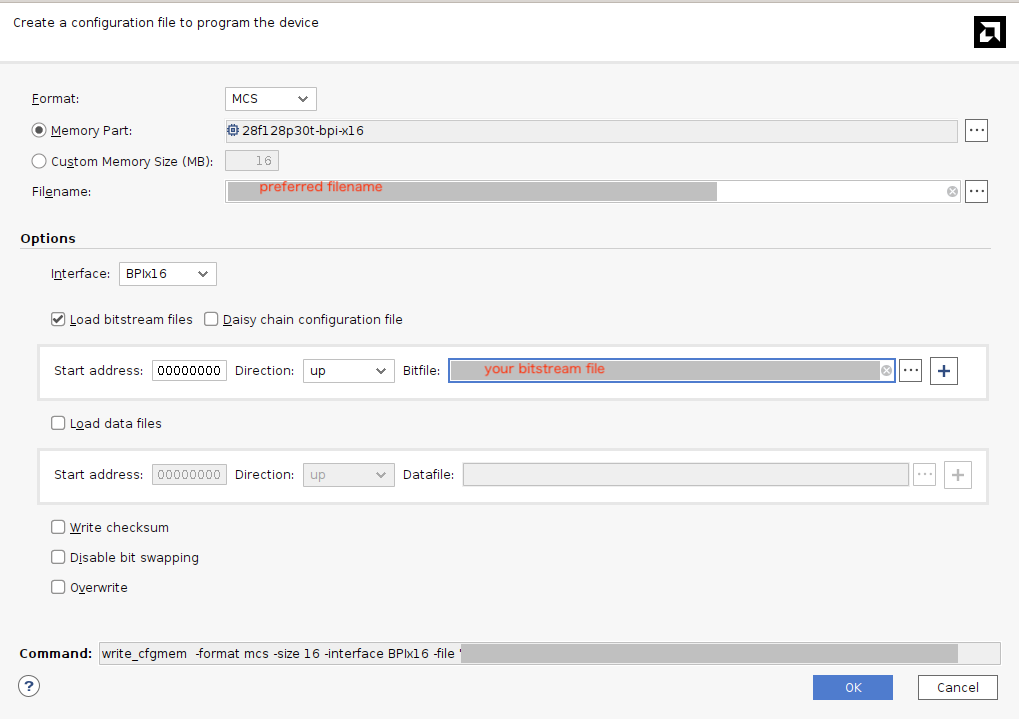 Create a configuration file to program the device
Format: MCS
Memory Part: 28f128p30t-bpi-x16 ...
Custom Memory Size (MB): 16
Filename: preferred filename ...
Options
Interface: BPIx16
Load bitstream files Daisy chain configuration file
Start address: 00000000 Direction: up Bitfile: your bitstream file ... +
Load data files
Start address: 00000000 Direction: up Datafile: ... +
Write checksum
Disable bit swapping
Overwrite
Command: write_cfgmem -format mcs -size 16 -interface BPIx16 -file "
? OK Cancel